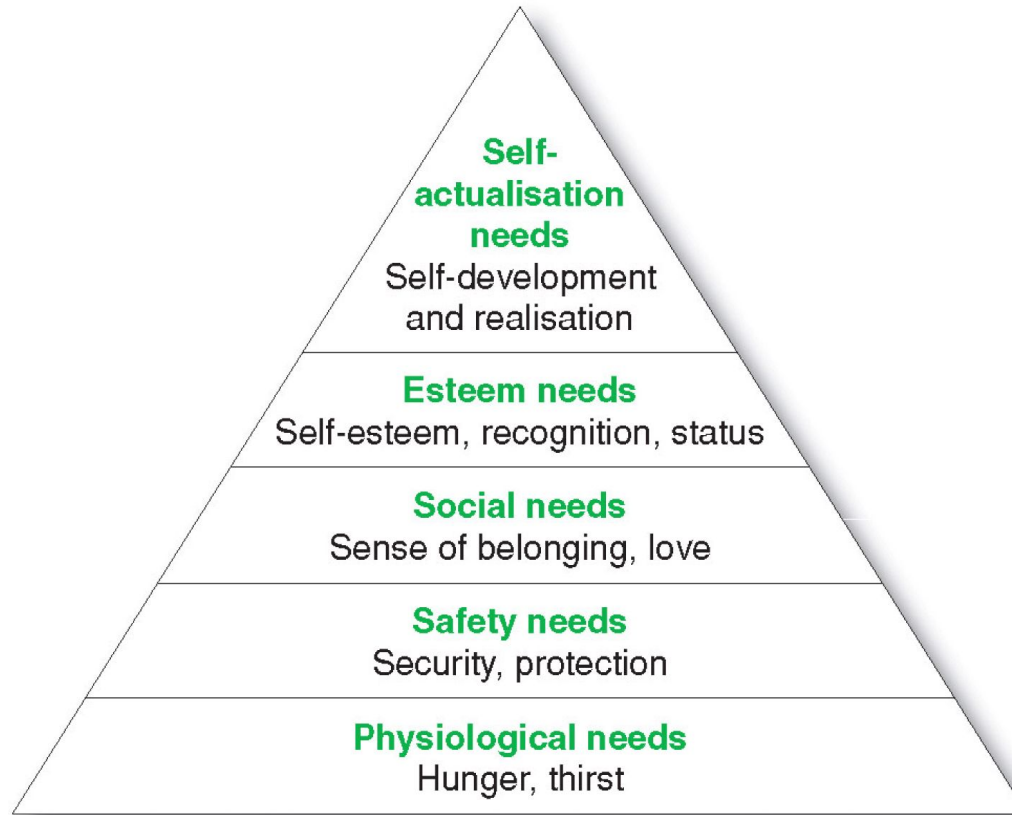 Self-
actualisation
needs
Self-development
and realisation
Esteem needs
Self-esteem, recognition, status
Social needs
Sense of belonging, love
Safety needs
Security, protection
Physiological needs
Hunger, thirst